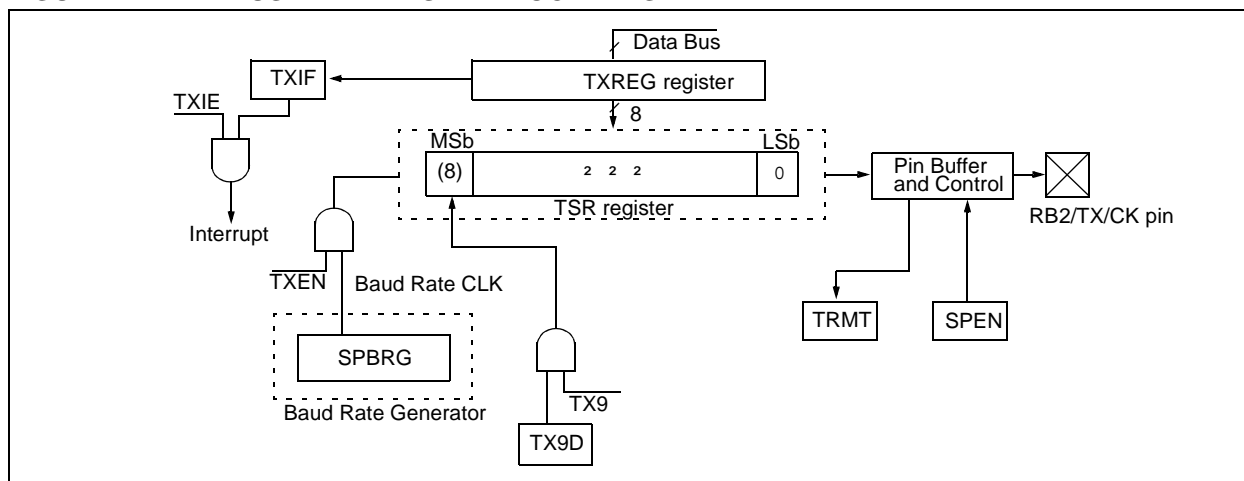 Data Bus
TXIF
TXREG register
TXIE
8
MSb
LSb
(8)
² ² ²
0
Pin Buffer
and Control
TSR register
RB2/TX/CK pin
Interrupt
TXEN
Baud Rate CLK
TRMT
SPEN
SPBRG
TX9
Baud Rate Generator
TX9D